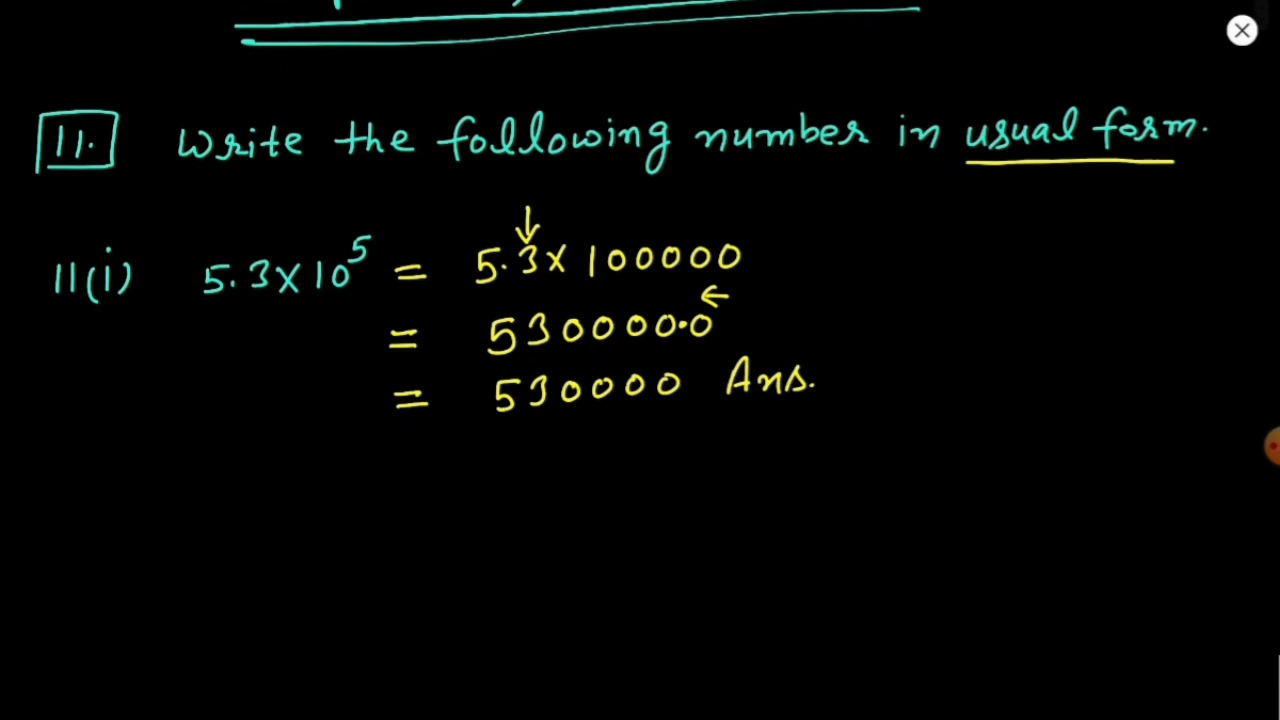 11. Write the following number in usual form.
11(i) 5.3×10⁵ = 5.3× 100000
= 530000.0
= 530000 Ans.